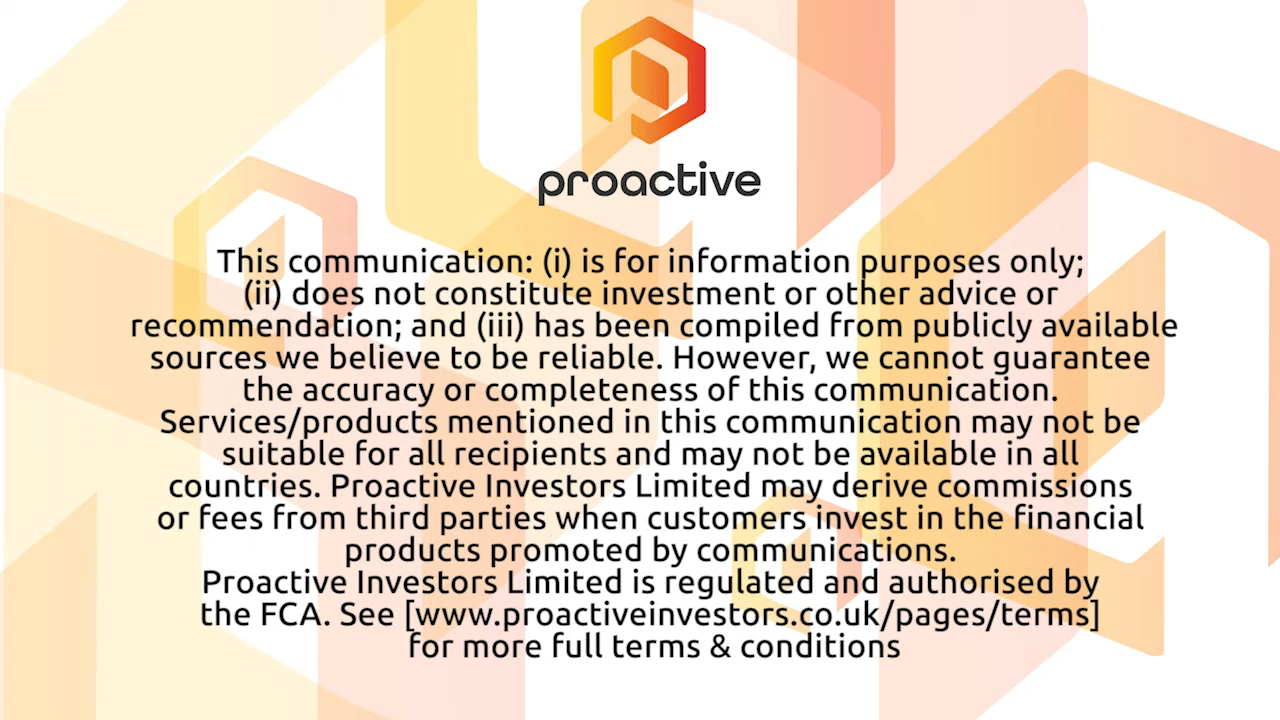 proactive
This communication: (i) is for information purposes only;
(ii) does not constitute investment or other advice or
recommendation; and (iii) has been compiled from publicly available
sources we believe to be reliable. However, we cannot guarantee
the accuracy or completeness of this communication.
Services/products mentioned in this communication may not be
suitable for all recipients and may not be available in all
countries. Proactive Investors Limited may derive commissions
or fees from third parties when customers invest in the financial
products promoted by communications.
Proactive Investors Limited is regulated and authorised by
the FCA. See [www.proactiveinvestors.co.uk/pages/terms]
for more full terms & conditions